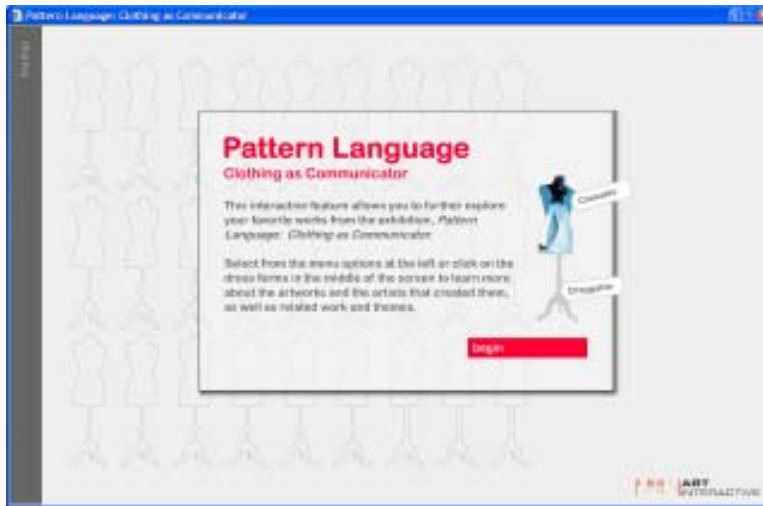 Pattern Language: Clothing as Communicator
Pattern Language
Clothing as Communicator
This interactive feature allows you to further explore
your favorite works from the exhibition, Pattern
Language: Clothing as Communicator.
Select from the menu options at the left or click on the
dress forms in the middle of the screen to learn more
about the artworks and the artists that created them,
as well as related work and themes.
begin
ART
INTERACTIVE